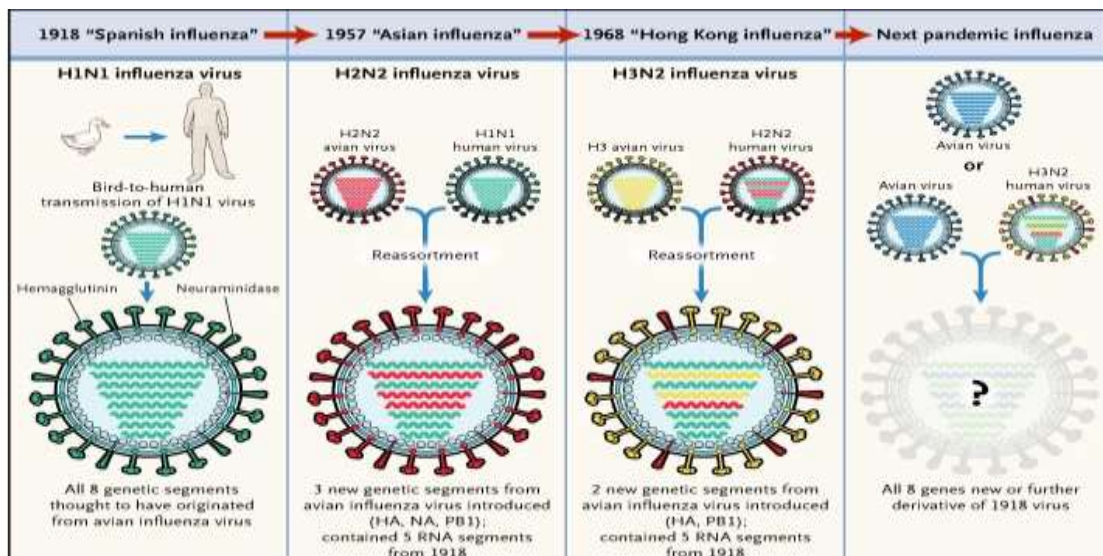 1918 “Spanish influenza”
1957 “Asian influenza”
1968 “Hong Kong influenza”
Next pandemic influenza
H1N1 influenza virus
Bird-to-human
transmission of H1N1 virus
Hemagglutinin
Neuraminidase
All 8 genetic segments
thought to have originated
from avian influenza virus
H2N2 influenza virus
H2N2
avian virus
H1N1
human virus
Reassortment
3 new genetic segments from
avian influenza virus introduced
(HA, NA, PB1);
contained 5 RNA segments
from 1918
H3N2 influenza virus
H3 avian virus
H2N2
human virus
Reassortment
2 new genetic segments from
avian influenza virus introduced
(HA, PB1);
contained 5 RNA segments
from 1918
Avian virus
or
Avian virus
H3N2
human virus
?
All 8 genes new or further
derivative of 1918 virus